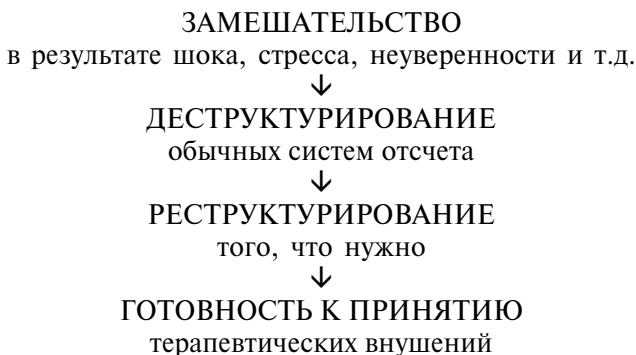 ЗАМЕШАТЕЛЬСТВО
в результате шока, стресса, неуверенности и т.д.
↓
ДЕСТРУКТУРИРОВАНИЕ
обычных систем отсчета
↓
РЕСТРУКТУРИРОВАНИЕ
того, что нужно
↓
ГОТОВНОСТЬ К ПРИНЯТИЮ
терапевтических внушений